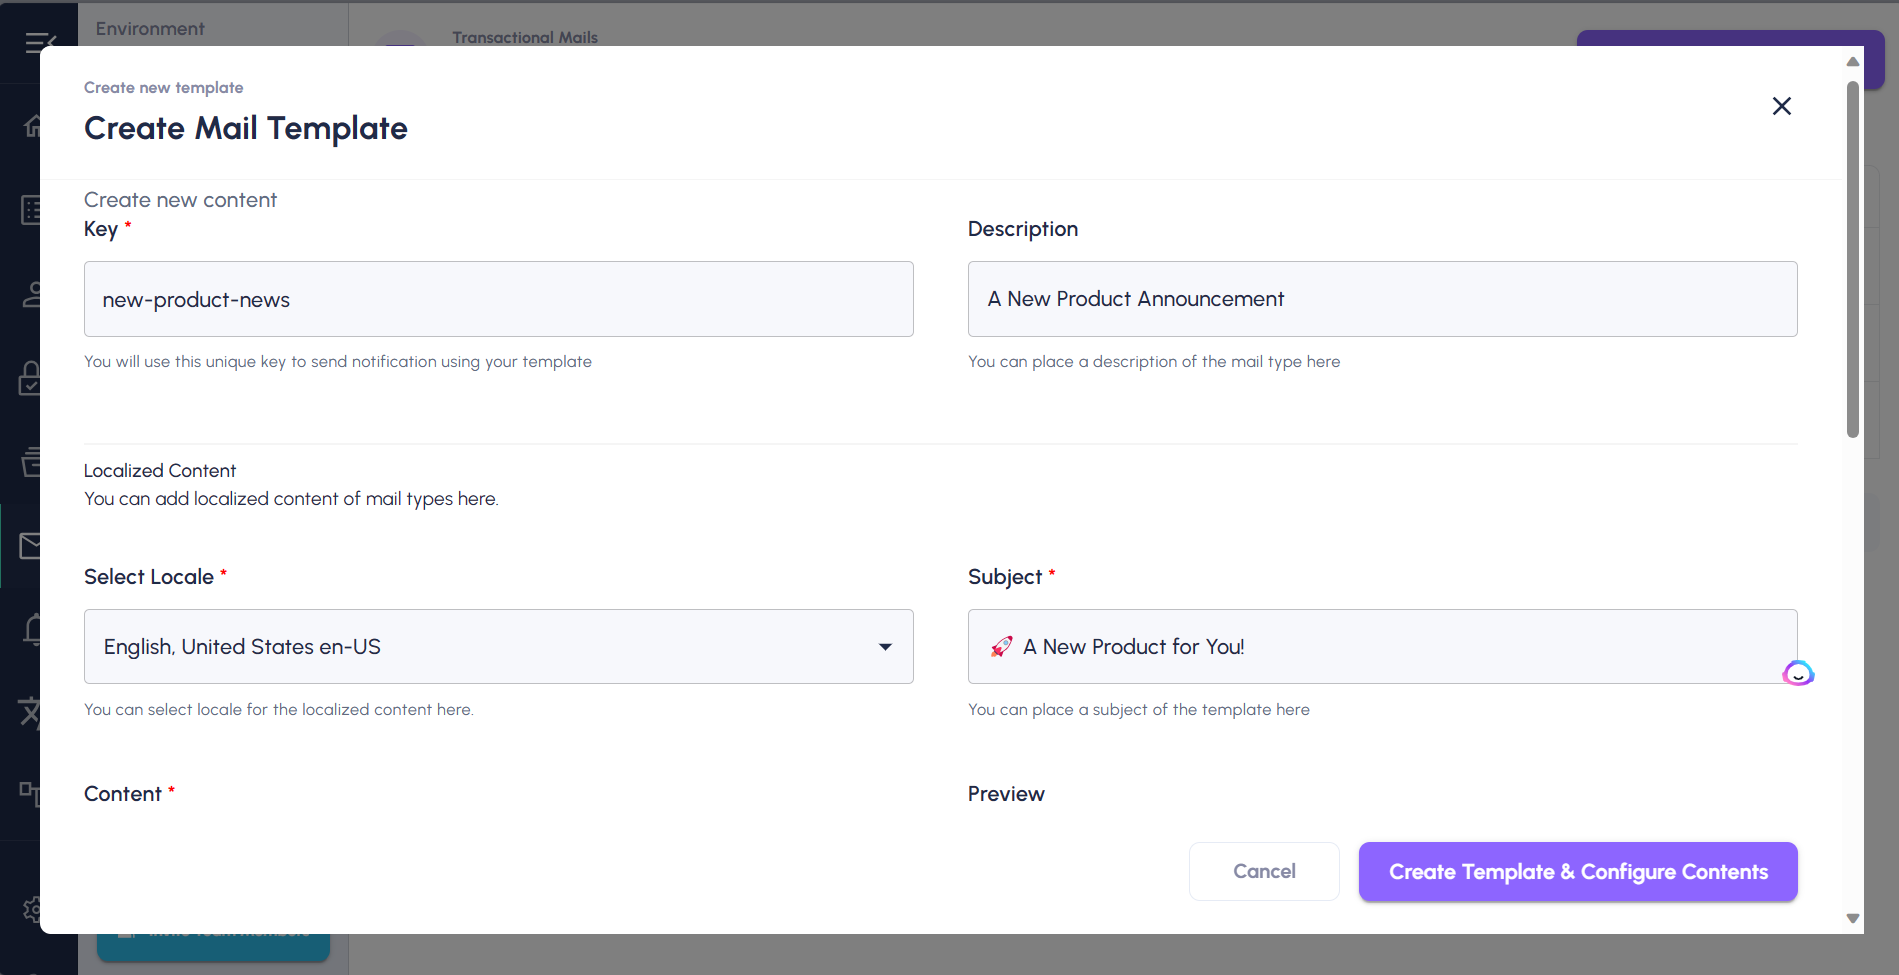 Environment
Transactional Mails
Create new template
Create Mail Template
Create new content
Key *
Description
new-product-news
A New Product Announcement
You will use this unique key to send notification using your template
You can place a description of the mail type here
Localized Content
You can add localized content of mail types here.
Select Locale *
Subject *
English, United States en-US
🚀 A New Product for You!
You can select locale for the localized content here.
You can place a subject of the template here
Content *
Preview
Cancel
Create Template & Configure Contents